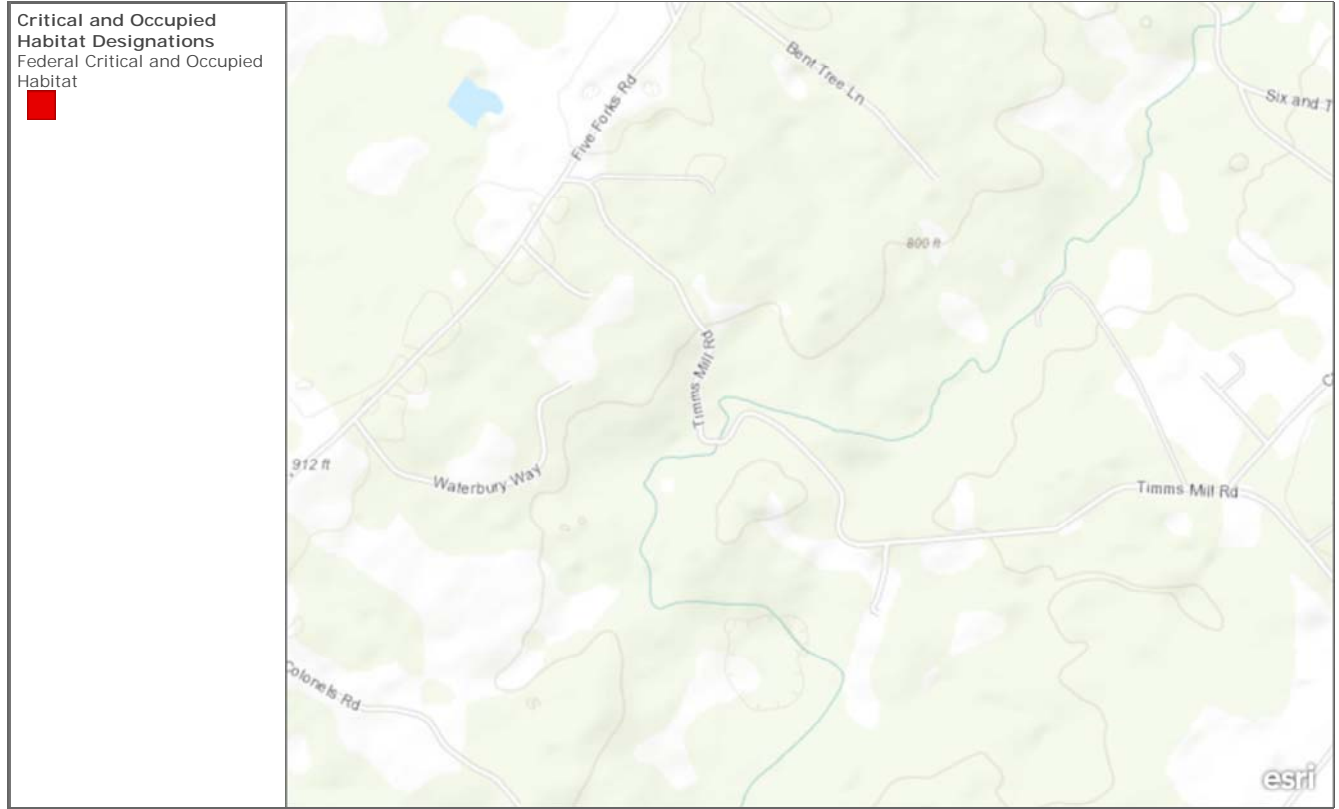 Critical and Occupied
Habitat Designations
Federal Critical and Occupied
Habitat
Bent Tree Ln
Five Forks Rd
Six and T
800 ft
Timms Mill Rd
912 ft
Waterbury Way
Timms Mill Rd
Colonels Rd
esri